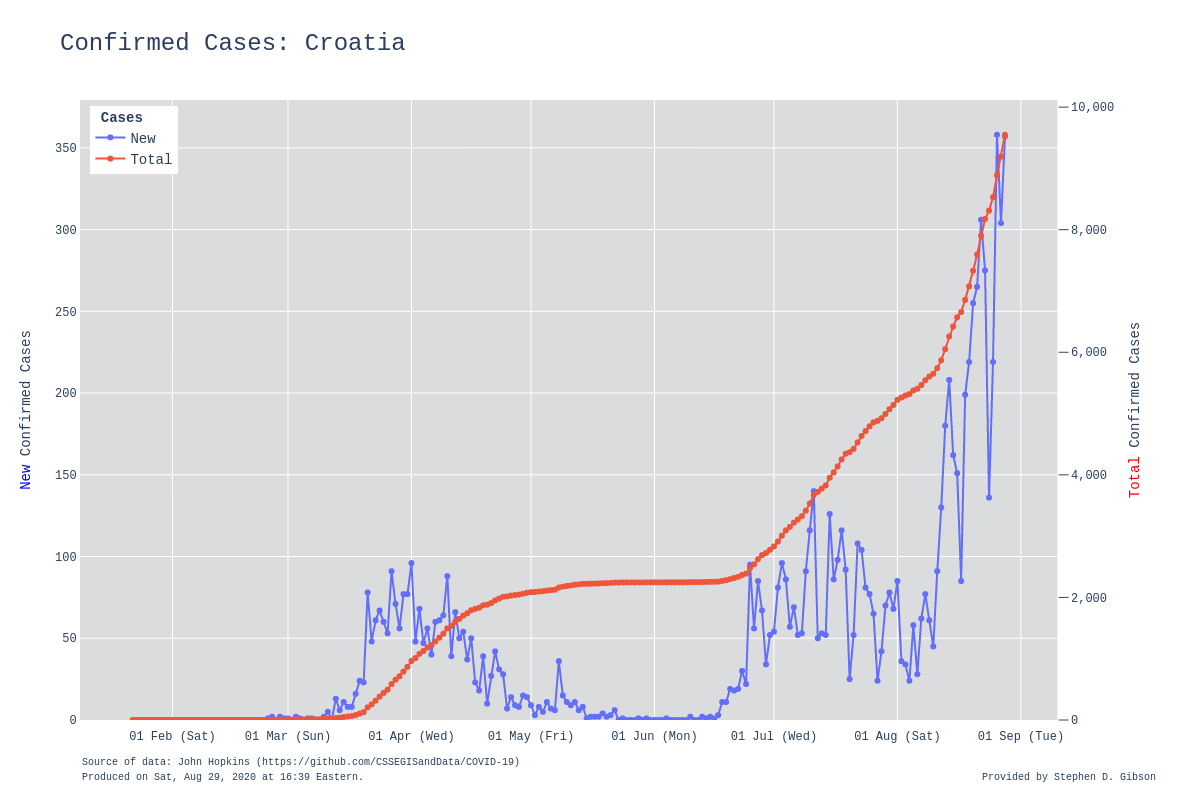 Confirmed Cases: Croatia
Cases
New
Total
350
300
250
200
150
100
50
0
10,000
8,000
6,000
4,000
2,000
0
New Confirmed Cases
Total Confirmed Cases
01 Feb (Sat) 01 Mar (Sun) 01 Apr (Wed) 01 May (Fri) 01 Jun (Mon) 01 Jul (Wed) 01 Aug (Sat) 01 Sep (Tue)
Source of data: John Hopkins (https://github.com/CSSEGISandData/COVID-19)
Produced on Sat, Aug 29, 2020 at 16:39 Eastern.
Provided by Stephen D. Gibson